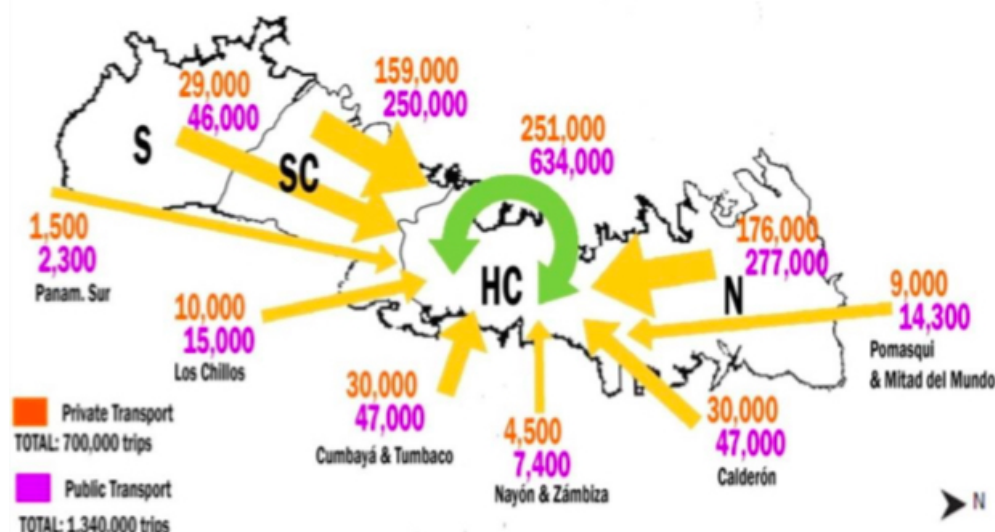 29,000
46,000
159,000
250,000
251,000
634,000
S
SC
HC
N
176,000
277,000
1,500
2,300
Panam. Sur
10,000
15,000
Los Chillos
9,000
14,300
Pomasqui
& Mitad del Mundo
30,000
47,000
Cumbayá & Tumbaco
4,500
7,400
Nayón & Zámbiza
30,000
47,000
Calderón
Private Transport
TOTAL: 700,000 trips
Public Transport
TOTAL: 1.340.000 trips
N